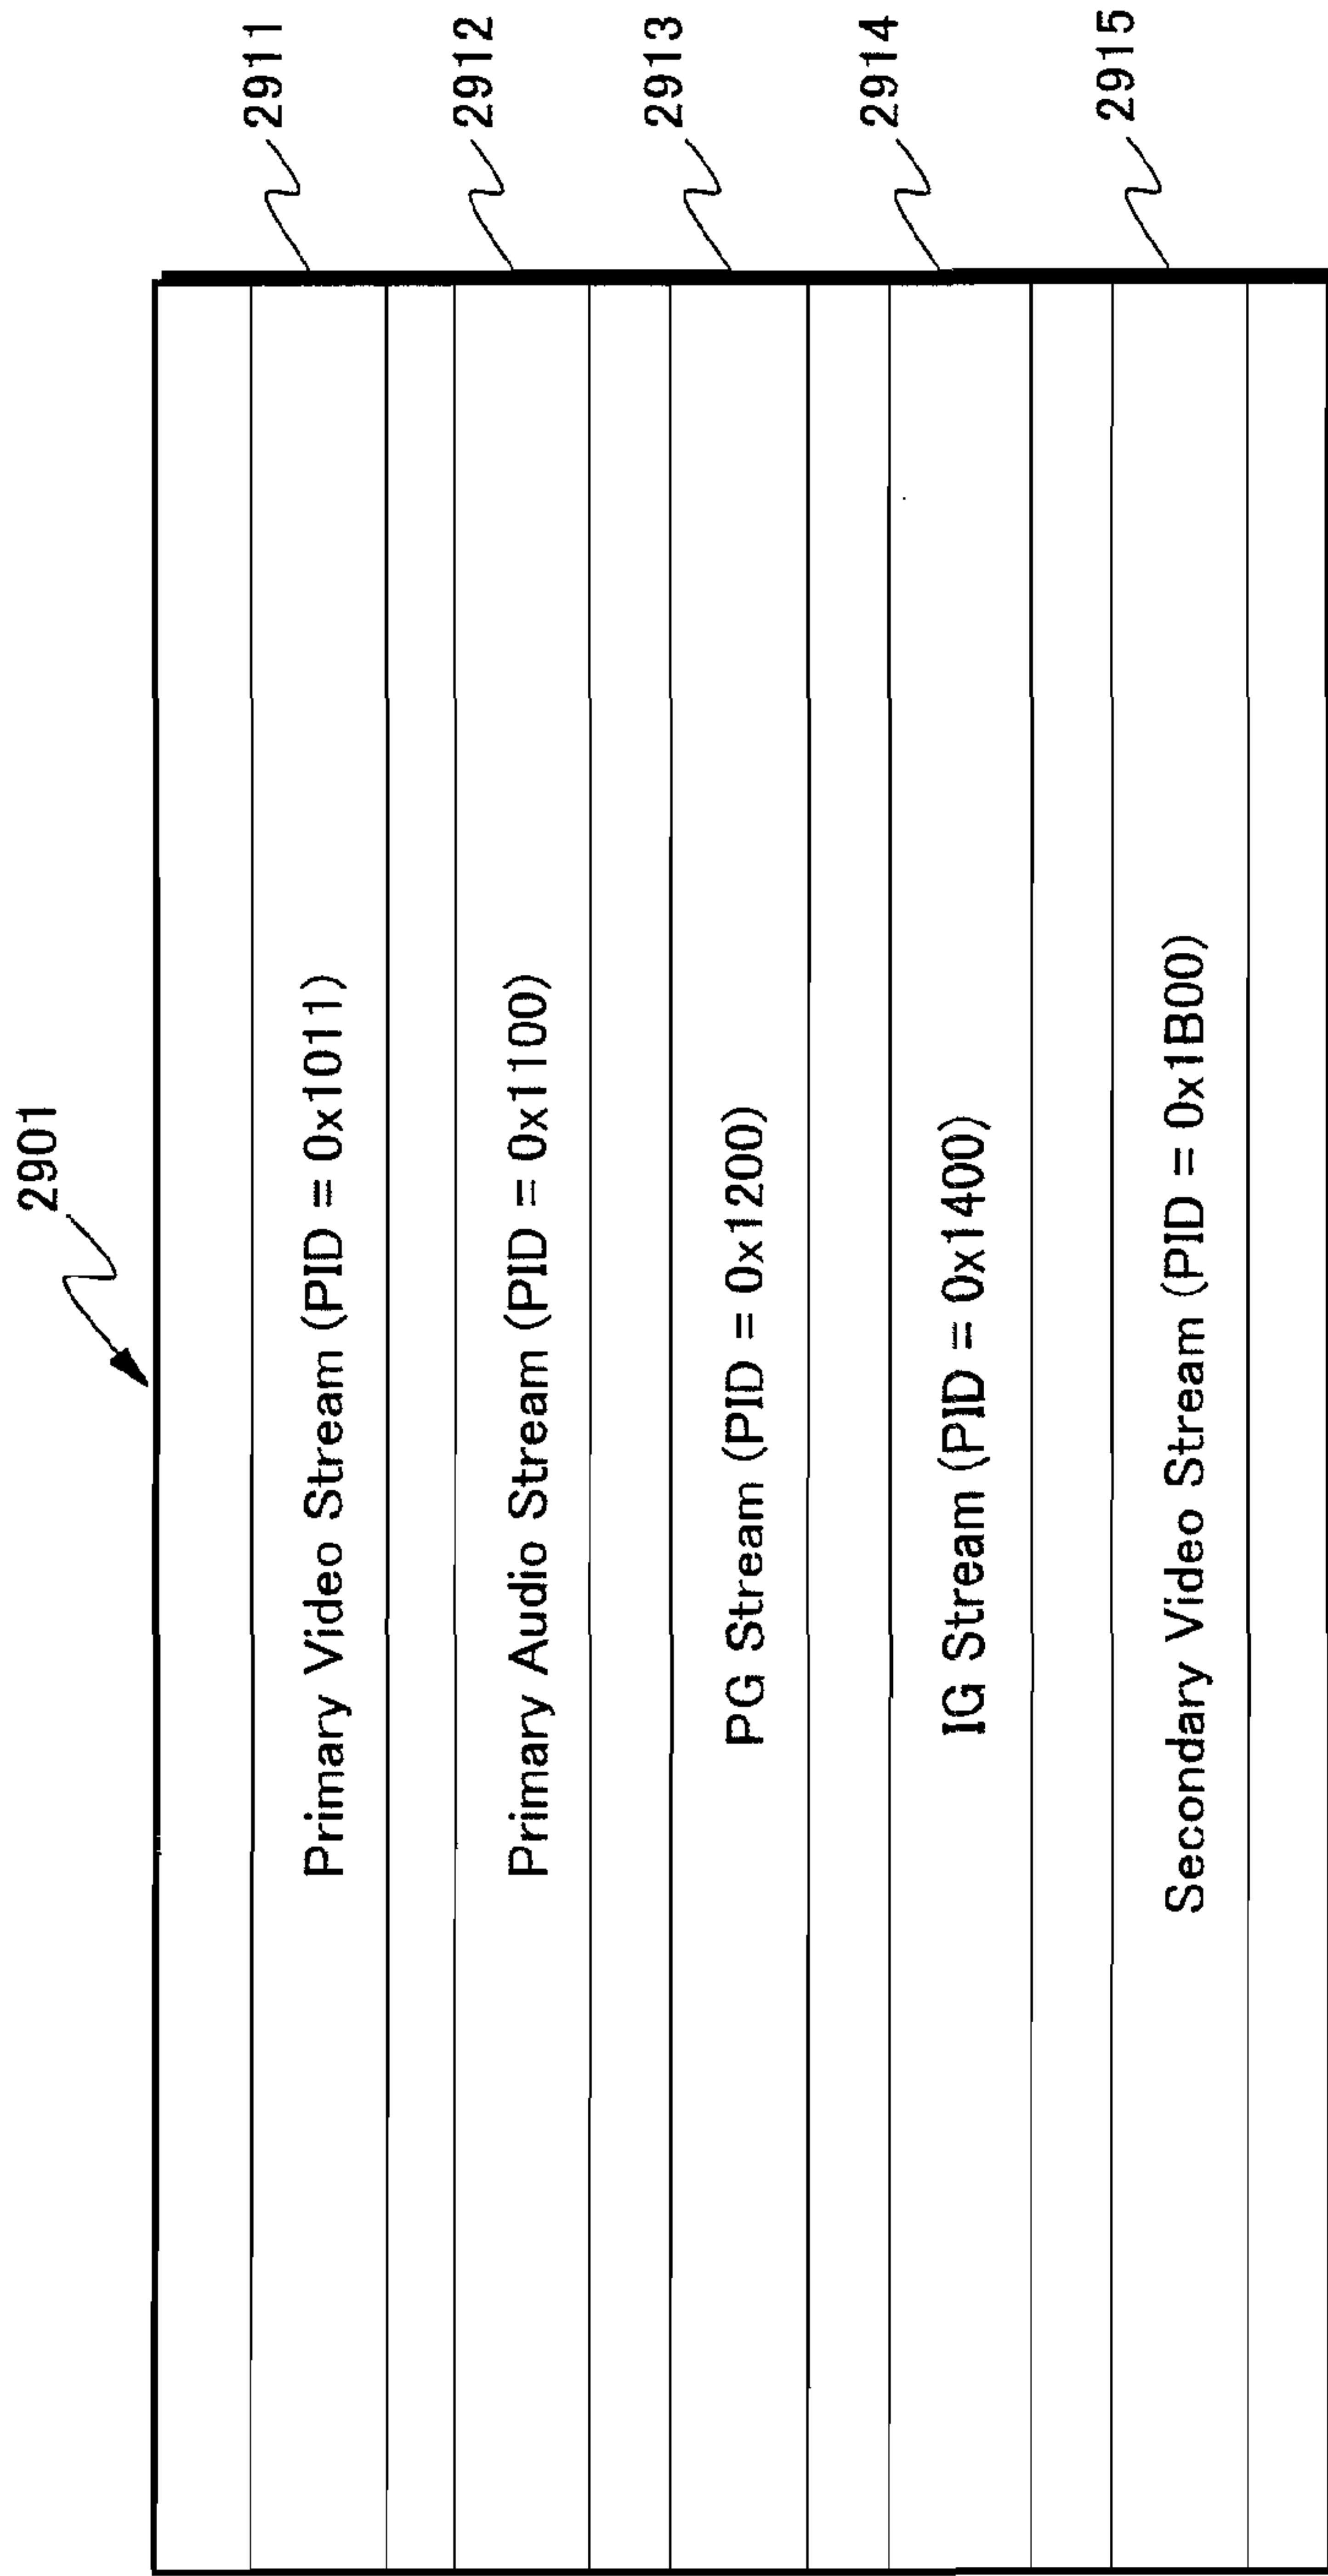 2901
Primary Video Stream (PID = 0x1011)
2911
Primary Audio Stream (PID = 0x1100)
2912
PG Stream (PID = 0x1200)
2913
IG Stream (PID = 0x1400)
2914
Secondary Video Stream (PID = 0x1B00)
2915